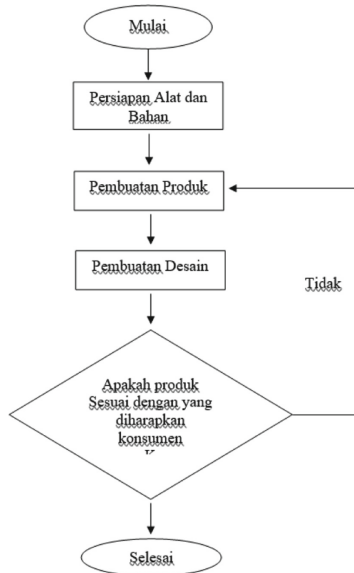 Mulai
Persiapan Alat dan
Bahan
Pembuatan Produk
Pembuatan Desain
Tidak
Apakah produk
Sesuai dengan yang
diharapkan
konsumen
Selesai